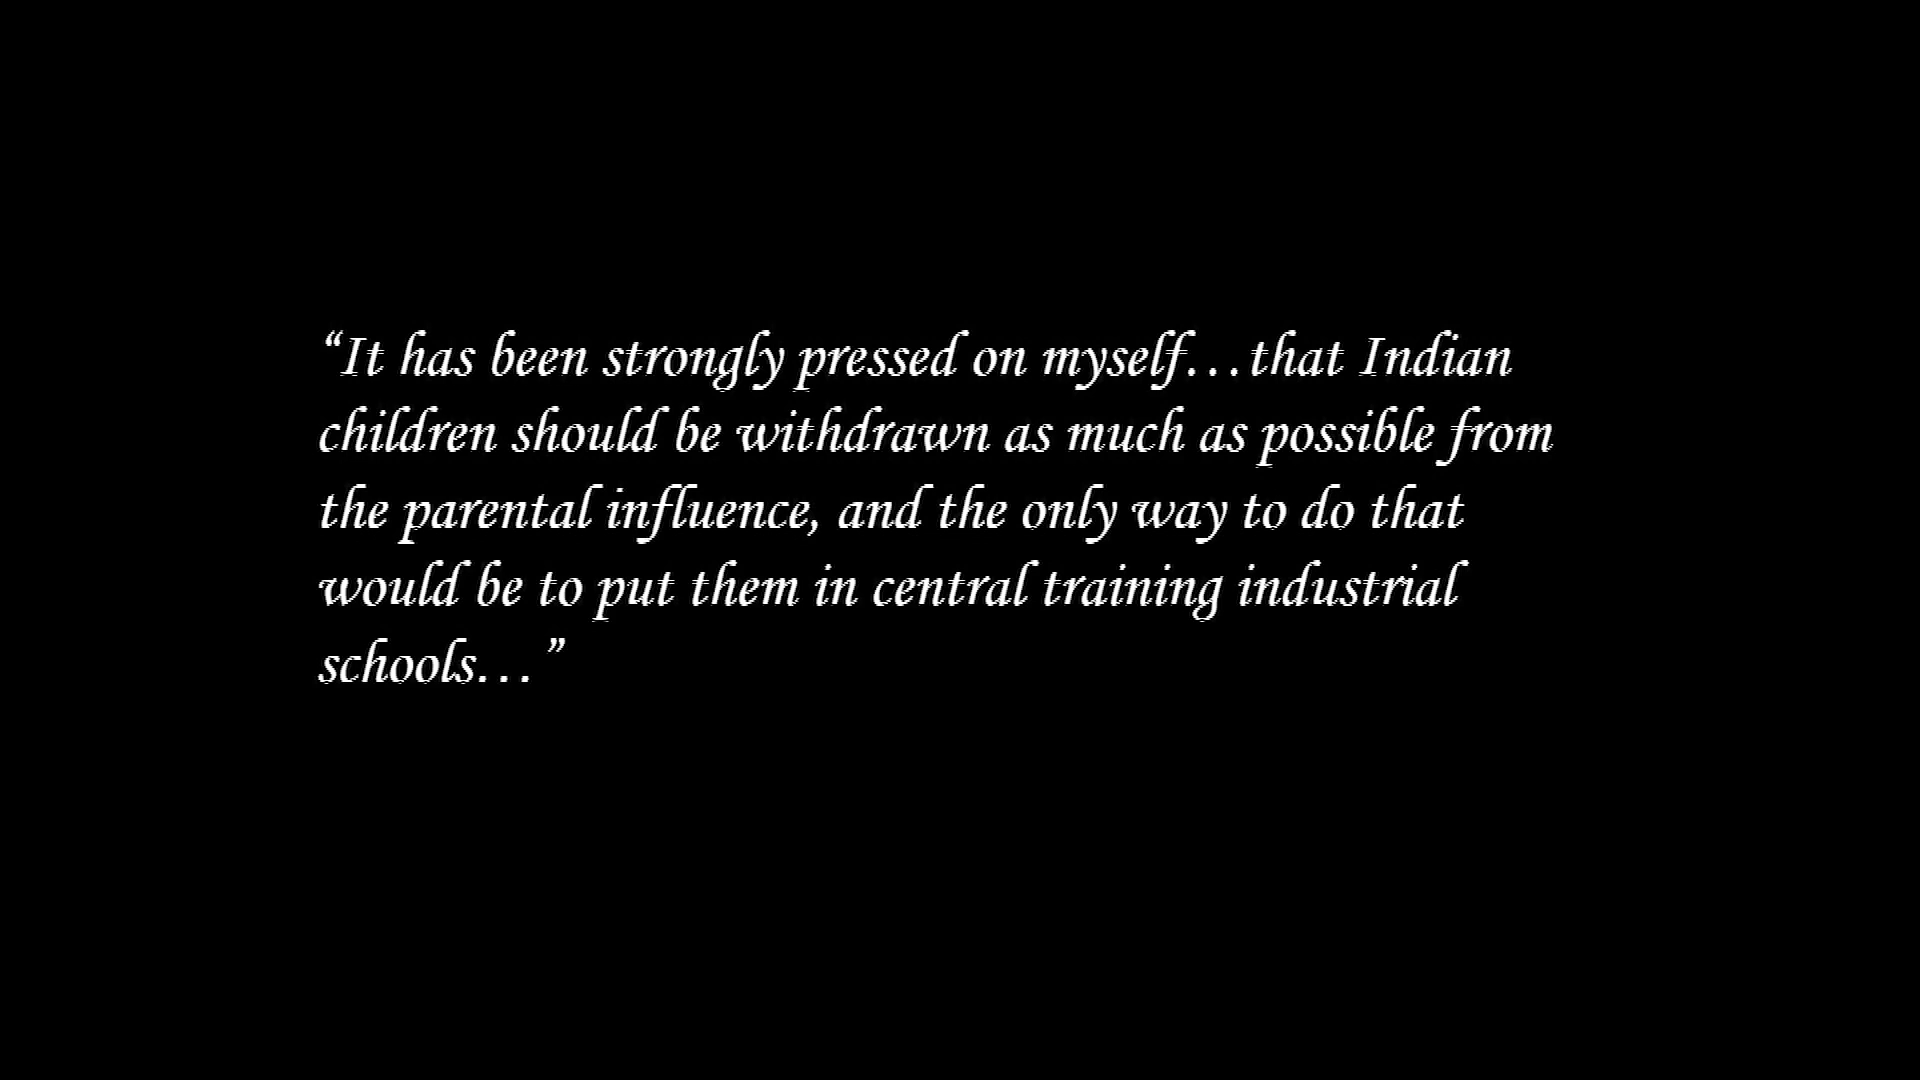 “It has been strongly pressed on myself…that Indian
children should be withdrawn as much as possible from
the parental influence, and the only way to do that
would be to put them in central training industrial
schools…”